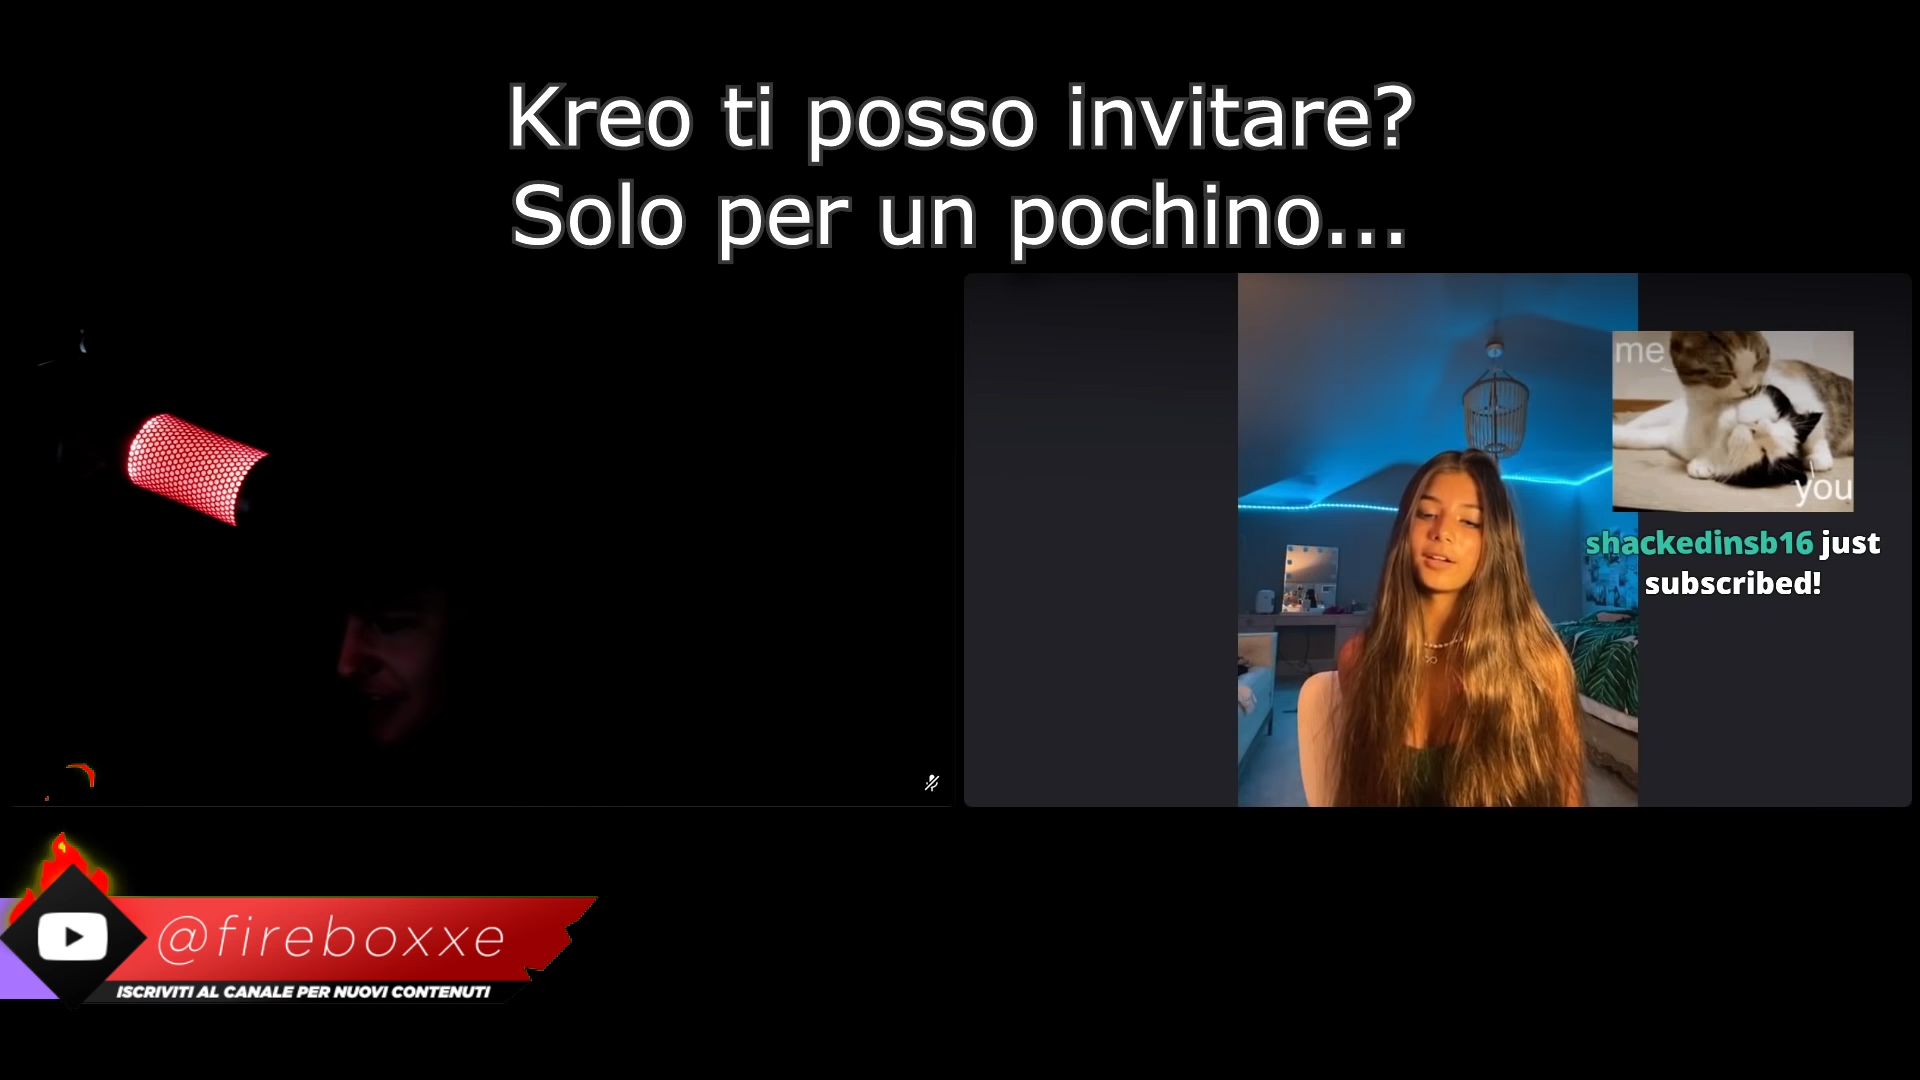 Kreo ti posso invitare?
Solo per un pochino...
me
you
shackedinsb16 just
subscribed!
@fireboxxe
ISCRIVITI AL CANALE PER NUOVI CONTENUTI